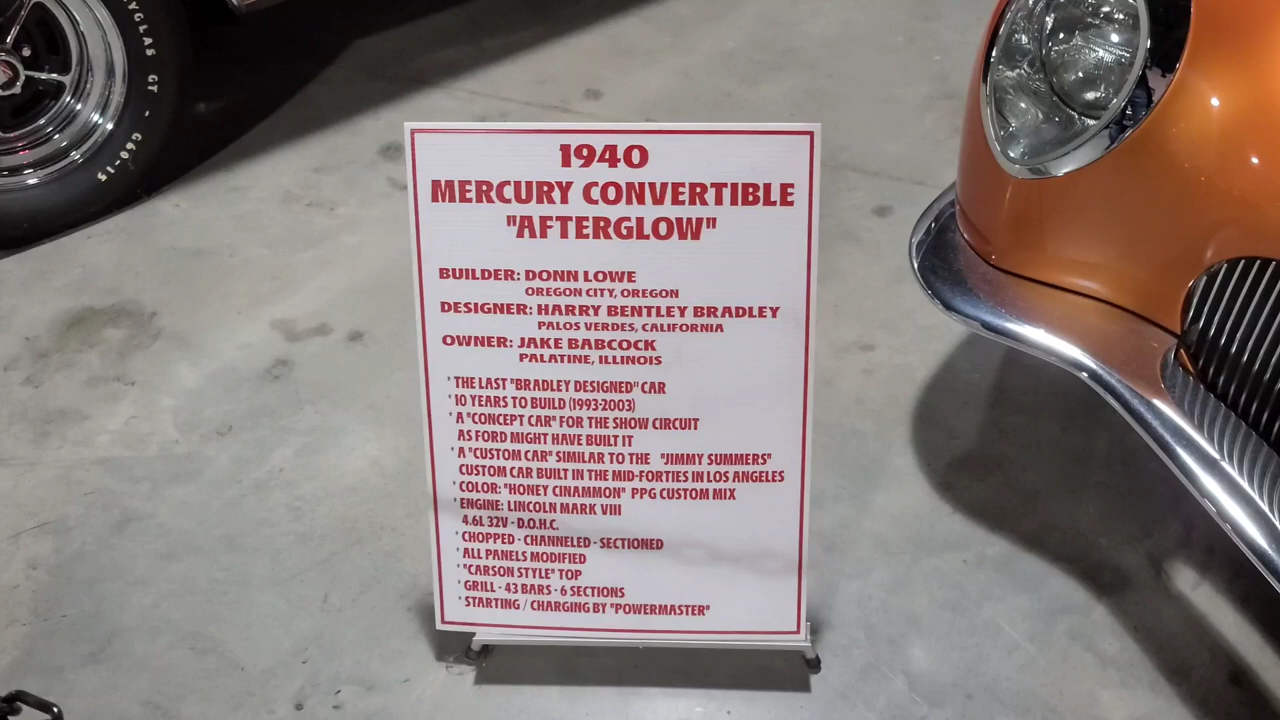 YGLAS GT - G60-15
1940
MERCURY CONVERTIBLE
"AFTERGLOW"
BUILDER: DONN LOWE
OREGON CITY, OREGON
DESIGNER: HARRY BENTLEY BRADLEY
PALOS VERDES, CALIFORNIA
OWNER: JAKE BABCOCK
PALATINE, ILLINOIS
* THE LAST "BRADLEY DESIGNED" CAR
* 10 YEARS TO BUILD (1993-2003)
* A "CONCEPT CAR" FOR THE SHOW CIRCUIT
AS FORD MIGHT HAVE BUILT IT
* A "CUSTOM CAR" SIMILAR TO THE "JIMMY SUMMERS"
CUSTOM CAR BUILT IN THE MID-FORTIES IN LOS ANGELES
* COLOR: "HONEY CINAMMON" PPG CUSTOM MIX
* ENGINE: LINCOLN MARK VIII
4.6L 32V - D.O.H.C.
* CHOPPED - CHANNELED - SECTIONED
* ALL PANELS MODIFIED
* "CARSON STYLE" TOP
* GRILL - 43 BARS - 6 SECTIONS
* STARTING / CHARGING BY "POWERMASTER"